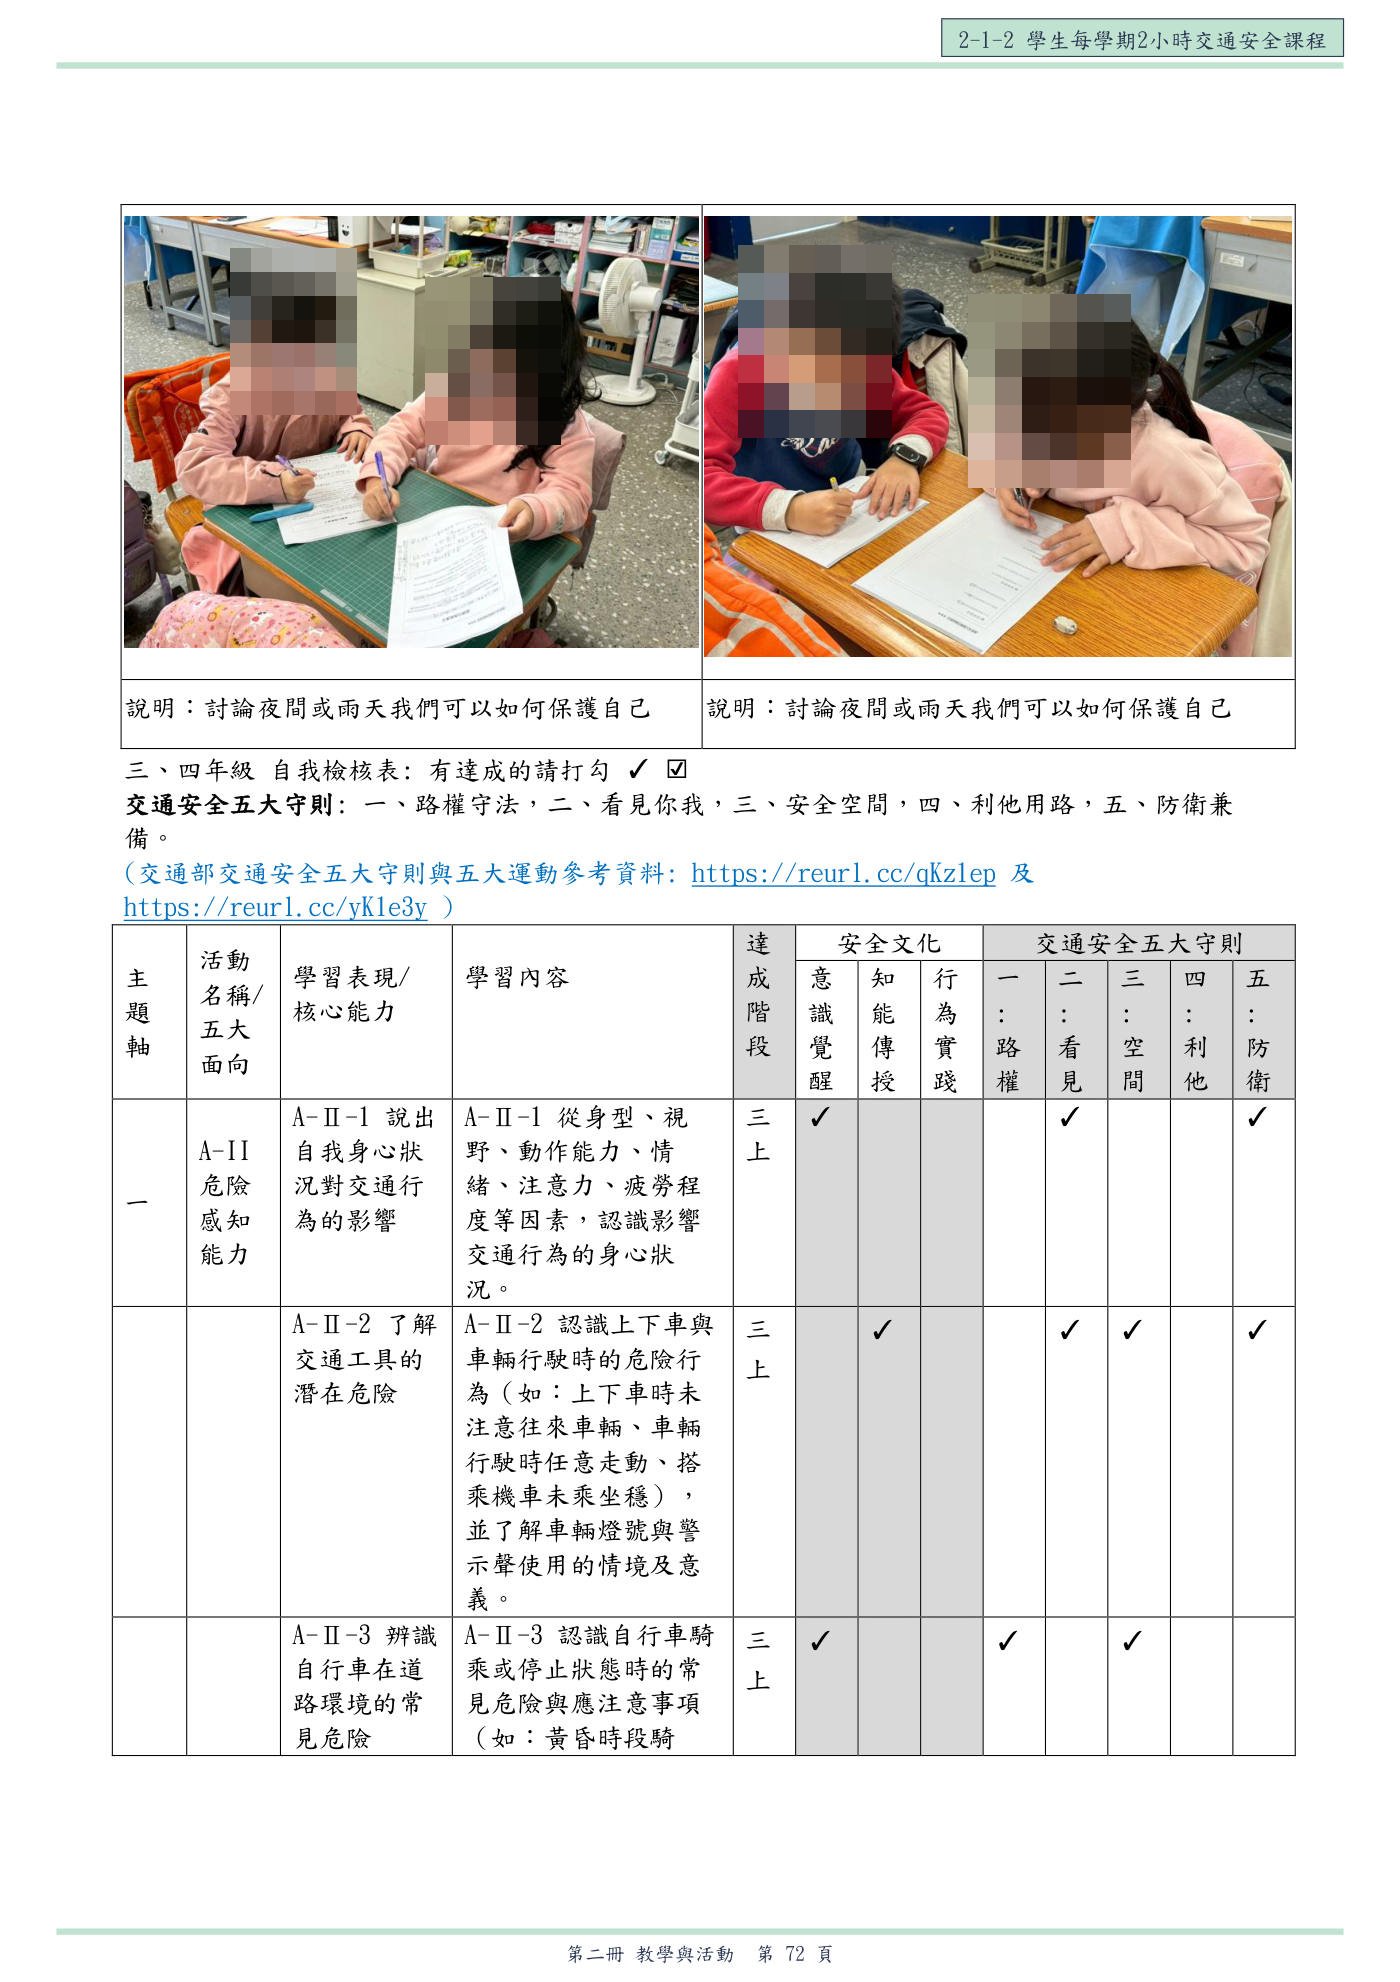 2-1-2 學生每學期2小時交通安全課程
說明：討論夜間或雨天我們可以如何保護自己
說明：討論夜間或雨天我們可以如何保護自己
三、四年級 自我檢核表: 有達成的請打勾 ✓ ☑
交通安全五大守則: 一、路權守法，二、看見你我，三、安全空間，四、利他用路，五、防衛兼
備。
(交通部交通安全五大守則與五大運動參考資料: https://reurl.cc/qKzlep 及
https://reurl.cc/yK1e3y )
主
題
軸
活動
名稱/
五大
面向
學習表現/
核心能力
學習內容
達
成
階
段
安全文化
交通安全五大守則
意
識
覺
醒
知
能
傳
授
行
為
實
踐
一
:
路
權
二
:
看
見
三
:
空
間
四
:
利
他
五
:
防
衛
一
A-II
危險
感知
能力
A-Ⅱ-1 說出
自我身心狀
況對交通行
為的影響
A-Ⅱ-1 從身型、視
野、動作能力、情
緒、注意力、疲勞程
度等因素，認識影響
交通行為的身心狀
況。
三
上
✓ ✓ ✓
A-Ⅱ-2 了解
交通工具的
潛在危險
A-Ⅱ-2 認識上下車與
車輛行駛時的危險行
為（如：上下車時未
注意往來車輛、車輛
行駛時任意走動、搭
乘機車未乘坐穩），
並了解車輛燈號與警
示聲使用的情境及意
義。
三
上
✓ ✓ ✓ ✓
A-Ⅱ-3 辨識
自行車在道
路環境的常
見危險
A-Ⅱ-3 認識自行車騎
乘或停止狀態時的常
見危險與應注意事項
（如：黃昏時段騎
三
上
✓ ✓ ✓
第二冊 教學與活動 第 72 頁